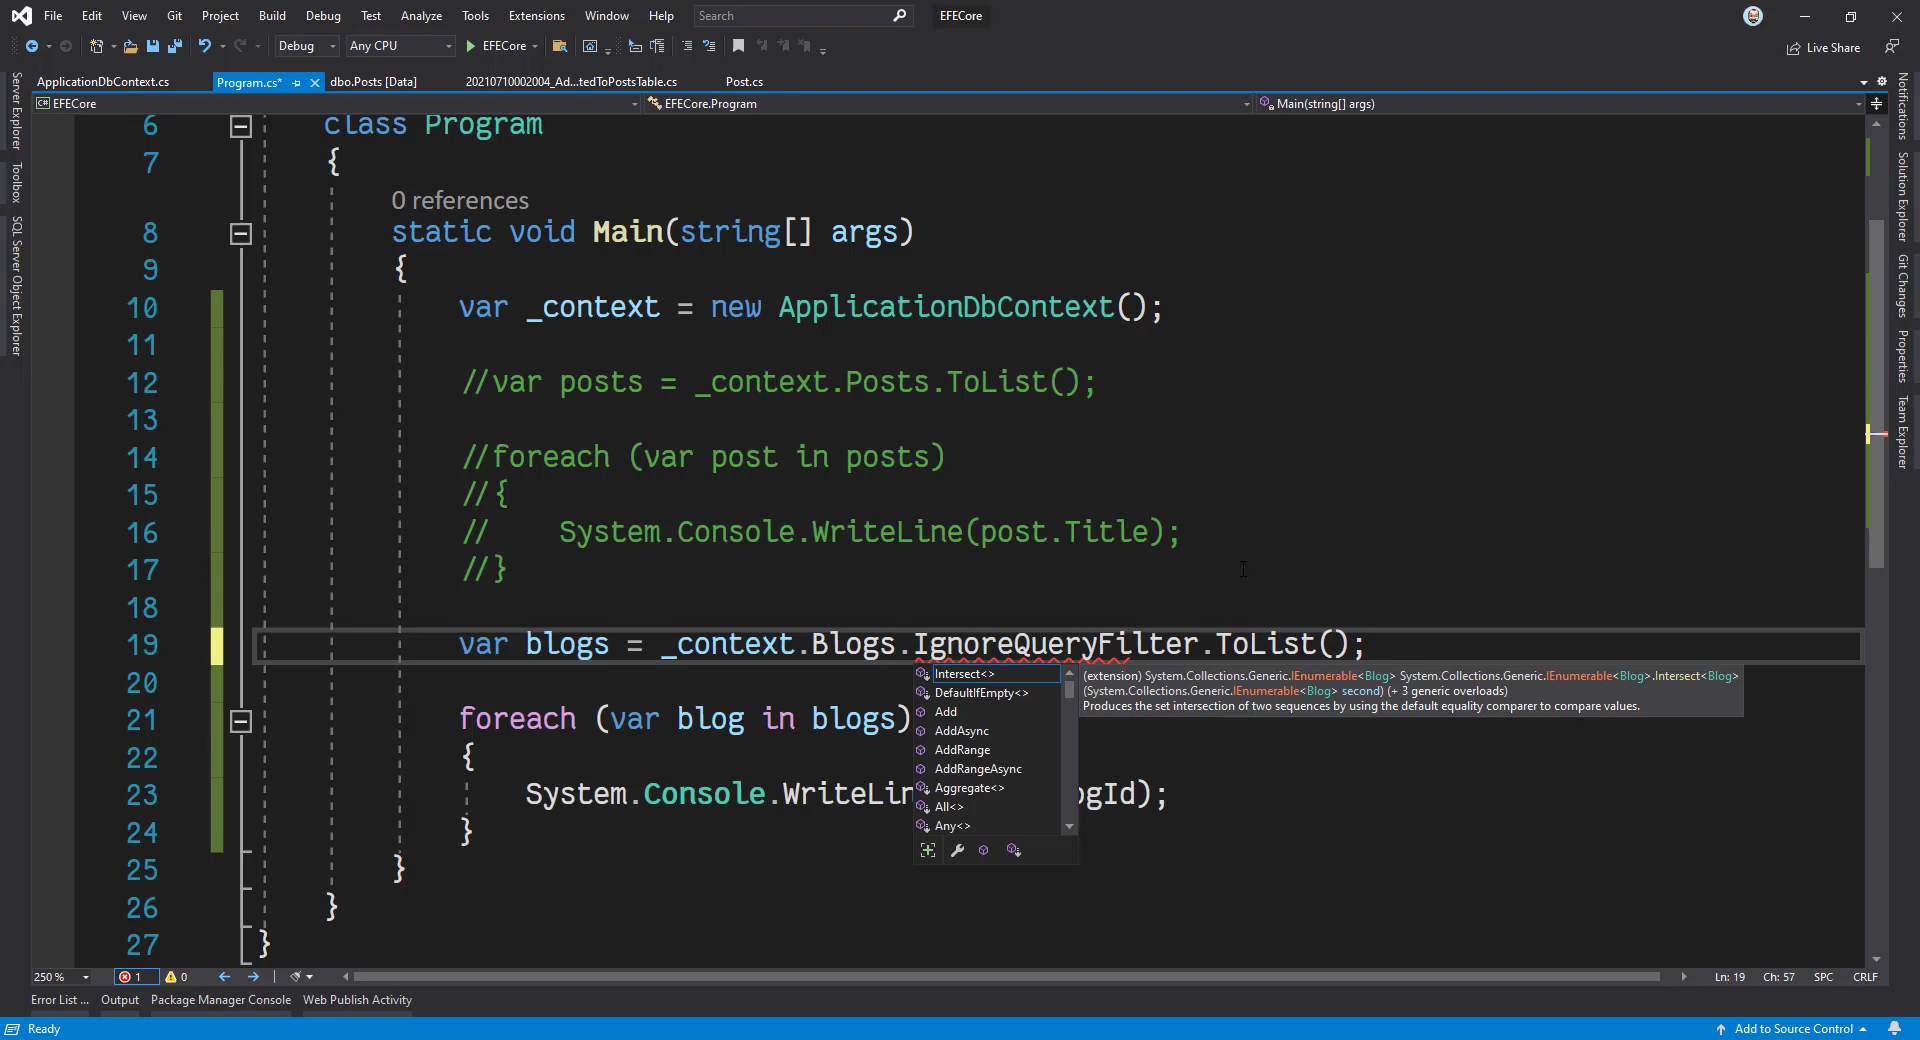 File Edit View Git Project Build Debug Test Analyze Tools Extensions Window Help Search EFECore
Debug Any CPU EFECore Live Share
ApplicationDbContext.cs Program.cs* dbo.Posts [Data] 20210710002004_Ad...tedToPostsTable.cs Post.cs
EFECore EFECore.Program Main(string[] args)
Server Explorer
Toolbox
SQL Server Object Explorer
6 class Program
7 {
0 references
8 static void Main(string[] args)
9 {
10 var _context = new ApplicationDbContext();
11
12 //var posts = _context.Posts.ToList();
13
14 //foreach (var post in posts)
15 //{
16 //    System.Console.WriteLine(post.Title);
17 //}
18
19 var blogs = _context.Blogs.IgnoreQueryFilter.ToList();
20
21 foreach (var blog in blogs)
22 {
23 System.Console.WriteLin ogId);
24 }
25 }
26 }
27 }
Intersect<>
DefaultIfEmpty<>
Add
AddAsync
AddRange
AddRangeAsync
Aggregate<>
All<>
Any<>
(extension) System.Collections.Generic.IEnumerable<Blog> System.Collections.Generic.IEnumerable<Blog>.Intersect<Blog>
(System.Collections.Generic.IEnumerable<Blog> second) (+ 3 generic overloads)
Produces the set intersection of two sequences by using the default equality comparer to compare values.
Notifications
Solution Explorer
Git Changes
Properties
Team Explorer
250 % 1 0 Ln: 19 Ch: 57 SPC CRLF
Error List ... Output Package Manager Console Web Publish Activity
Ready Add to Source Control